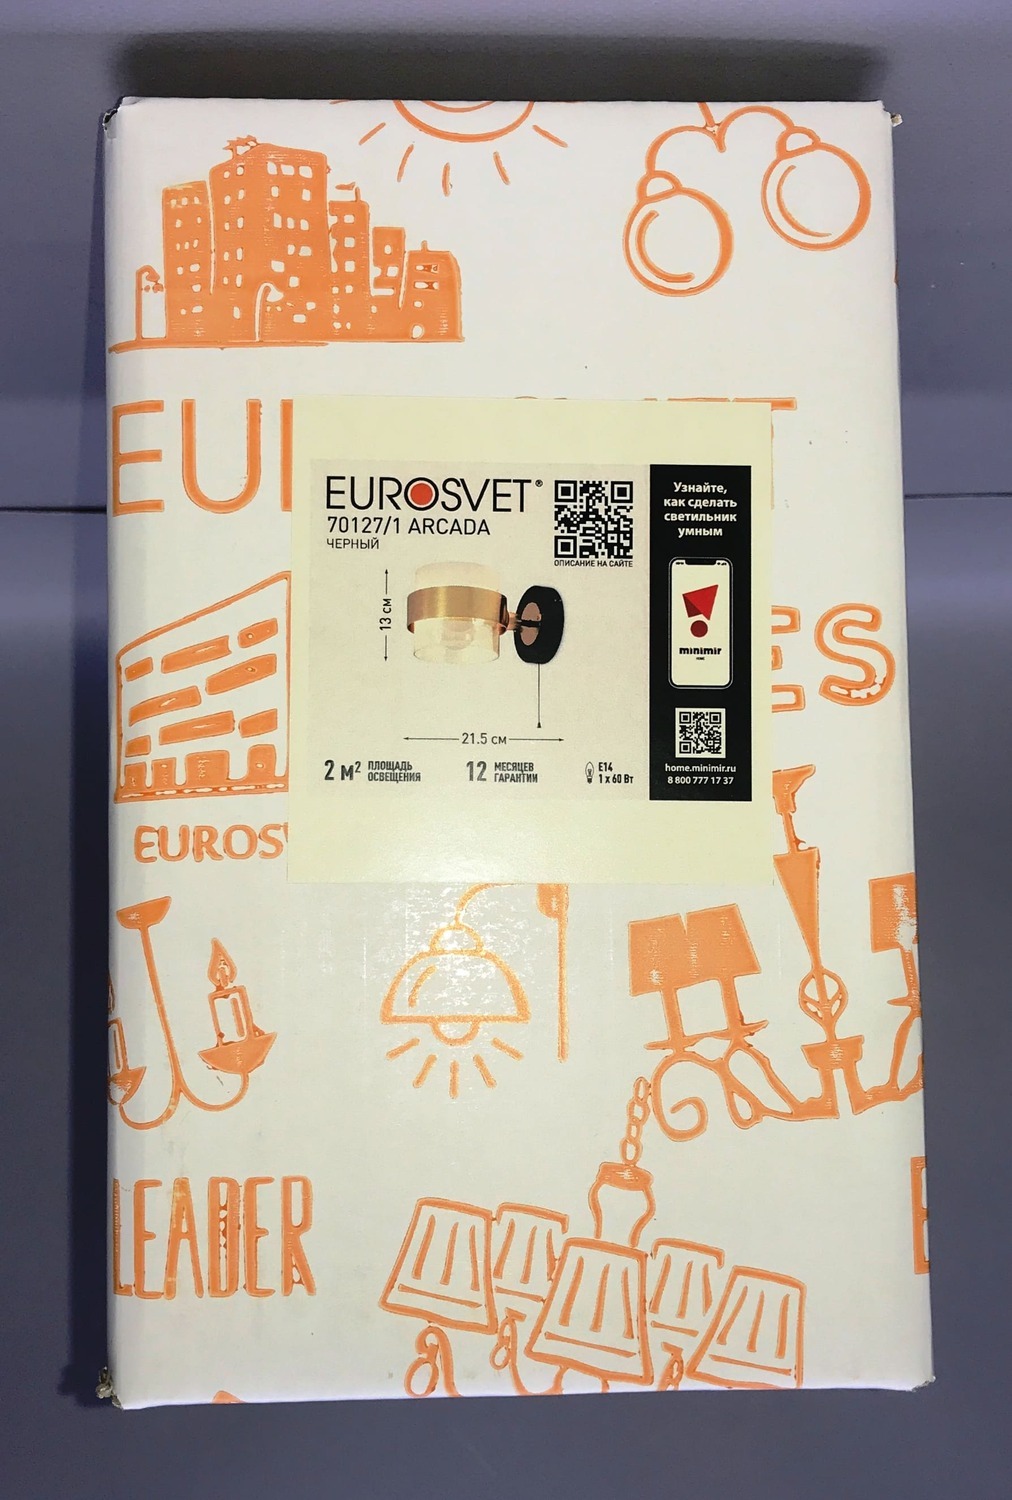 EUROSVET®
70127/1 ARCADA
ЧЕРНЫЙ
ОПИСАНИЕ НА САЙТЕ
13 см
21.5 см
2 м² ПЛОЩАДЬ ОСВЕЩЕНИЯ
12 МЕСЯЦЕВ ГАРАНТИИ
E14
1 x 60 Вт
Узнайте,
как сделать
светильник
умным
minimir
HOME
home.minimir.ru
8 800 777 17 37
EU
T
ES
EUROS
LEADER